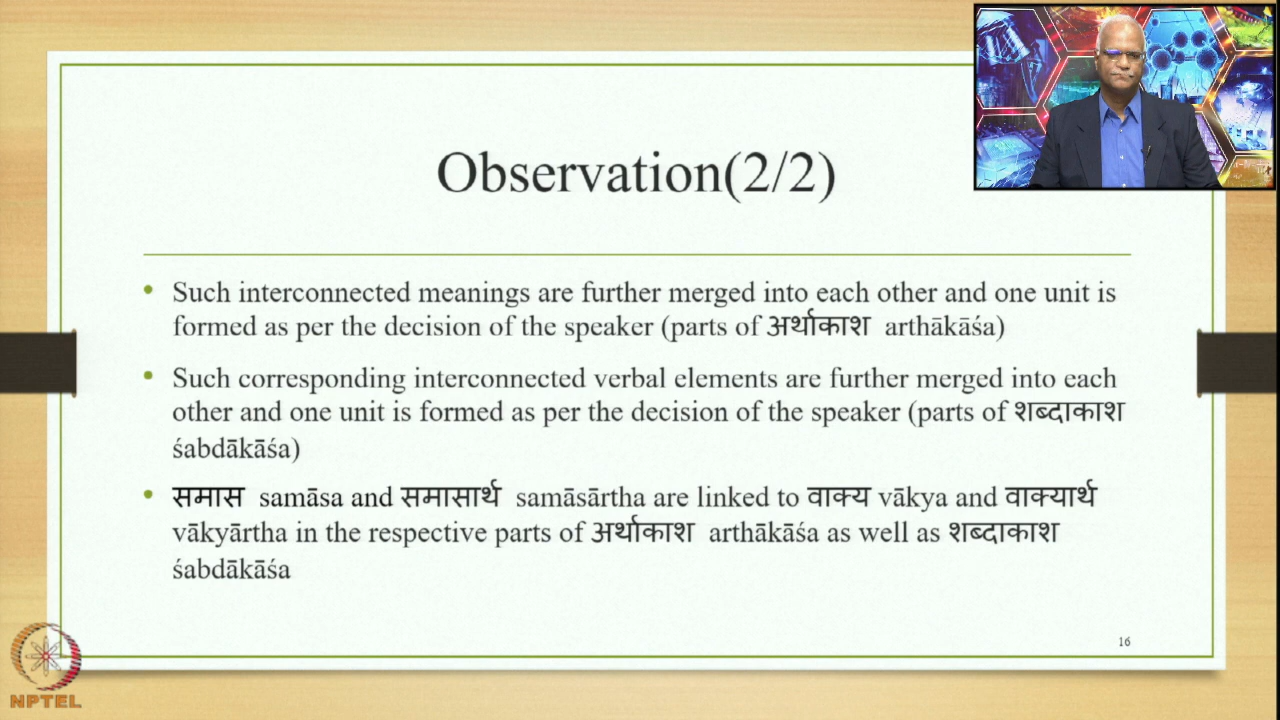 Observation(2/2)
• Such interconnected meanings are further merged into each other and one unit is
formed as per the decision of the speaker (parts of अर्थाकाश arthākāśa)
• Such corresponding interconnected verbal elements are further merged into each
other and one unit is formed as per the decision of the speaker (parts of शब्दाकाश
śabdākāśa)
• समास samāsa and समासार्थ samāsārtha are linked to वाक्य vākya and वाक्यार्थ
vākyārtha in the respective parts of अर्थाकाश arthākāśa as well as शब्दाकाश
śabdākāśa
16
NPTEL